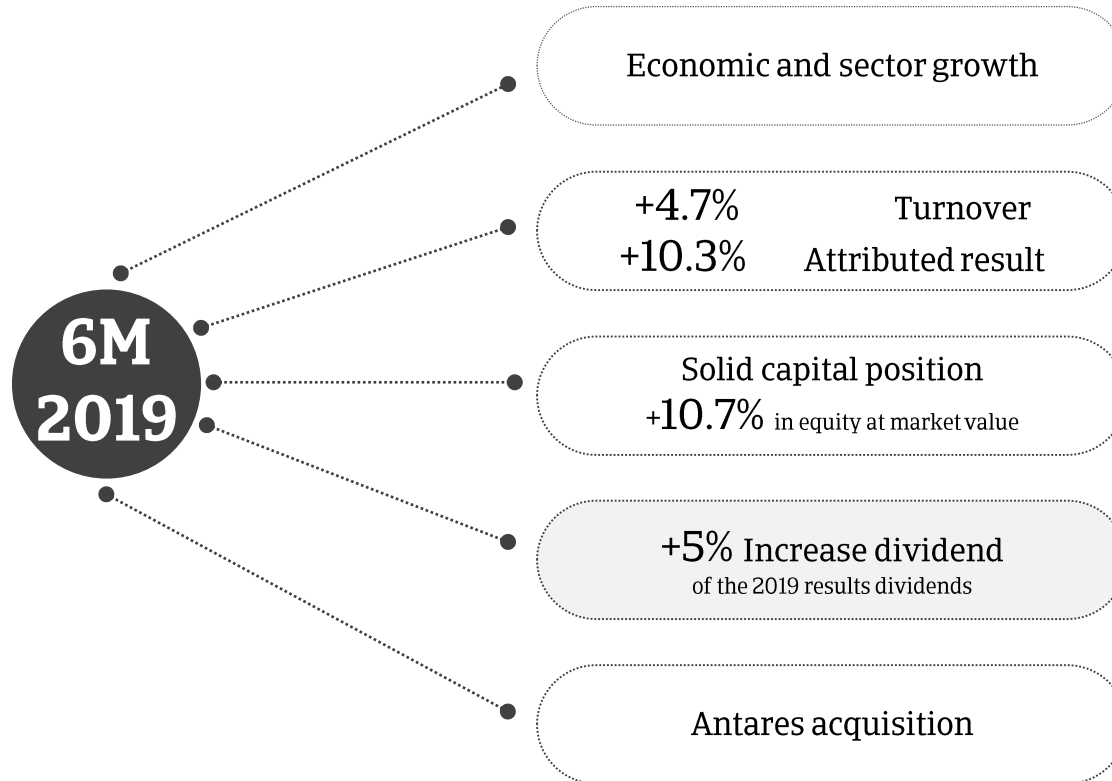 Economic and sector growth
+4.7% Turnover
+10.3% Attributed result
6M
2019
Solid capital position
+10.7% in equity at market value
+5% Increase dividend
of the 2019 results dividends
Antares acquisition